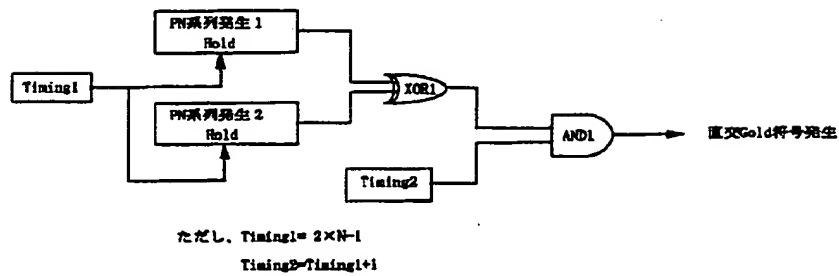 PN系列発生1
Hold
Timing1
XOR1
PN系列発生2
Hold
AND1
直交Gold符号発生
Timing2
ただし、Timing1= 2×N-1
Timing2=Timing1+1